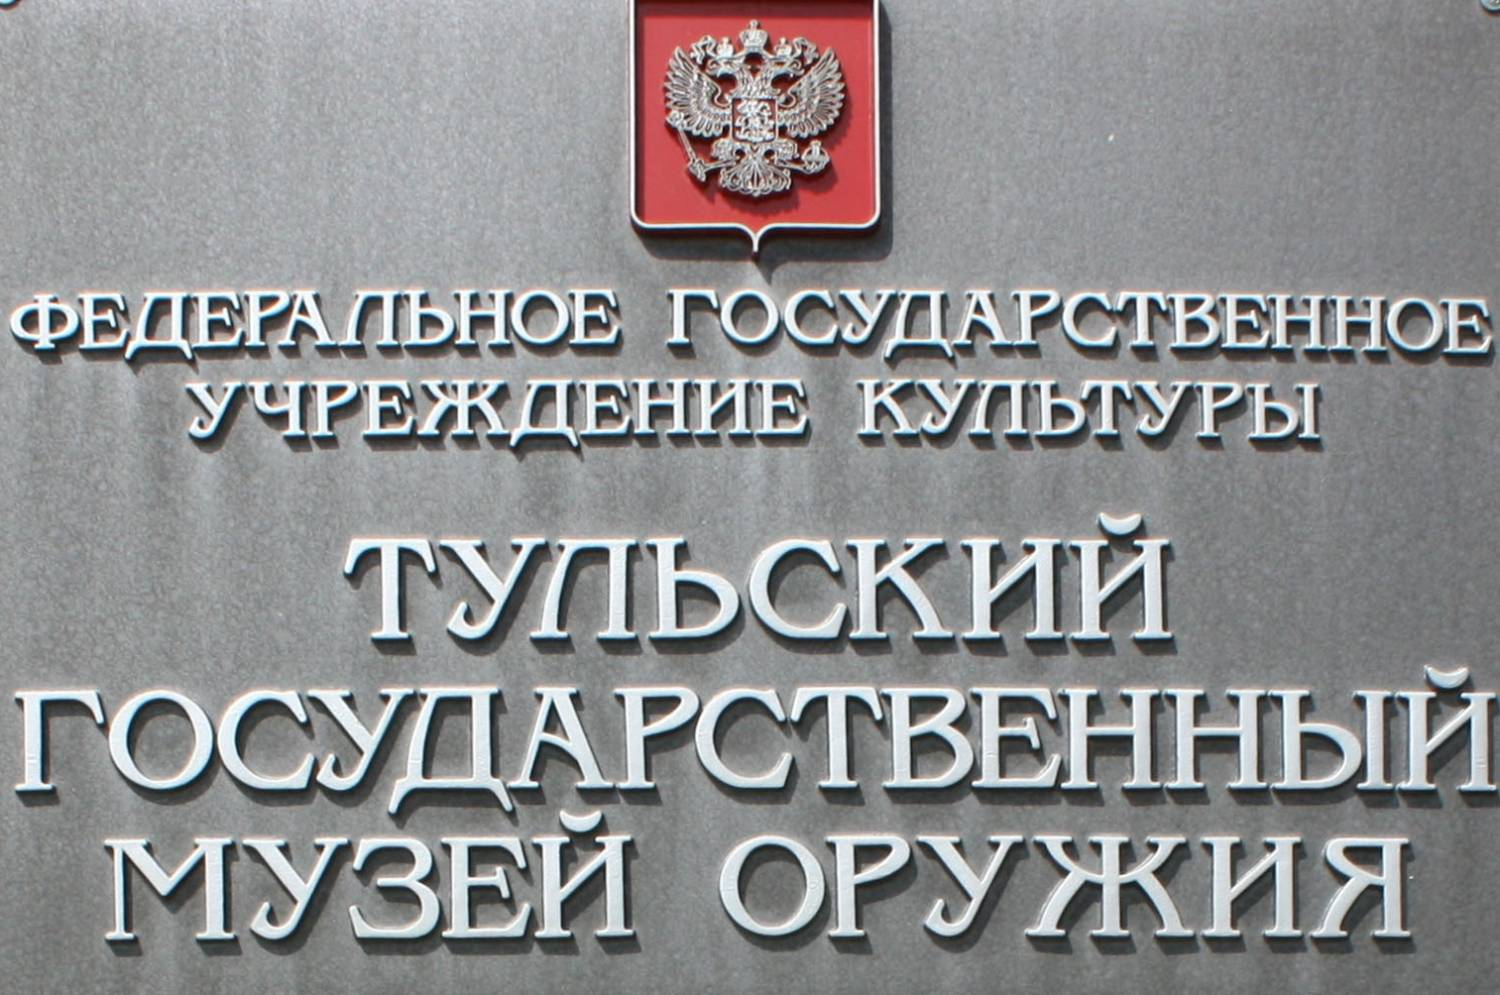 ФЕДЕРАЛЬНОЕ ГОСУДАРСТВЕННОЕ
УЧРЕЖДЕНИЕ КУЛЬТУРЫ
ТУЛЬСКИЙ
ГОСУДАРСТВЕННЫЙ
МУЗЕЙ ОРУЖИЯ